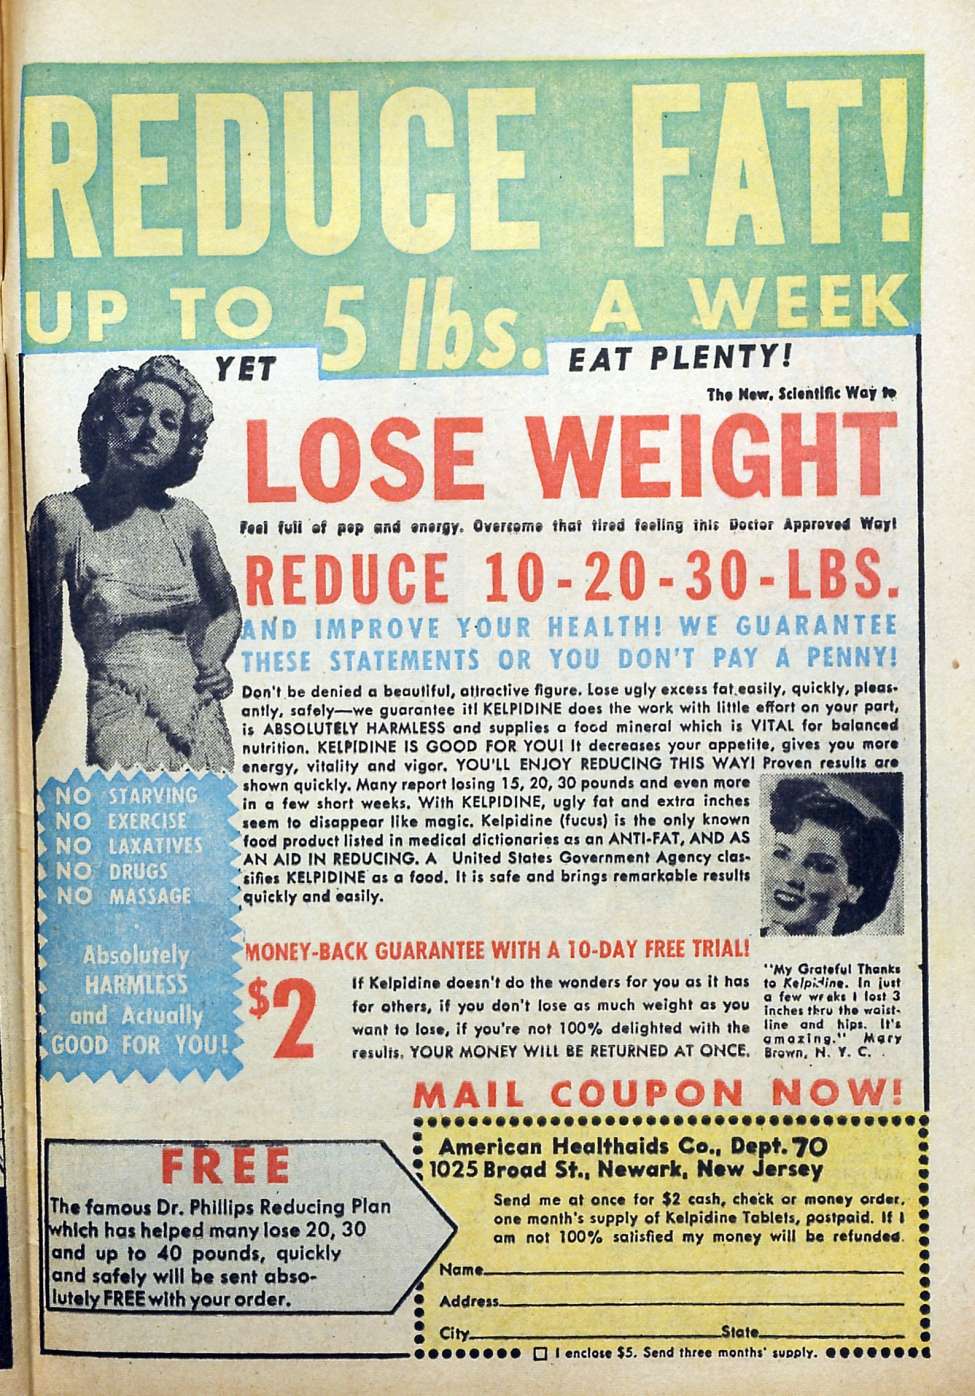 REDUCE FAT!
UP TO 5 lbs. A WEEK
YET EAT PLENTY!
The New, Scientific Way to
LOSE WEIGHT
Feel full of pep and energy. Overcome that tired feeling this Doctor Approved Way!
REDUCE 10-20-30-LBS.
AND IMPROVE YOUR HEALTH! WE GUARANTEE
THESE STATEMENTS OR YOU DON'T PAY A PENNY!
Don't be denied a beautiful, attractive figure. Lose ugly excess fat easily, quickly, pleas-
antly, safely—we guarantee it! KELPIDINE does the work with little effort on your part,
is ABSOLUTELY HARMLESS and supplies a food mineral which is VITAL for balanced
nutrition. KELPIDINE IS GOOD FOR YOU! It decreases your appetite, gives you more
energy, vitality and vigor. YOU'LL ENJOY REDUCING THIS WAY! Proven results are
shown quickly. Many report losing 15, 20, 30 pounds and even more
in a few short weeks. With KELPIDINE, ugly fat and extra inches
seem to disappear like magic. Kelpidine (fucus) is the only known
food product listed in medical dictionaries as an ANTI-FAT, AND AS
AN AID IN REDUCING. A United States Government Agency clas-
sifies KELPIDINE as a food. It is safe and brings remarkable results
quickly and easily.
NO STARVING
NO EXERCISE
NO LAXATIVES
NO DRUGS
NO MASSAGE
Absolutely
HARMLESS
and Actually
GOOD FOR YOU!
MONEY-BACK GUARANTEE WITH A 10-DAY FREE TRIAL!
$2
If Kelpidine doesn't do the wonders for you as it has
for others, if you don't lose as much weight as you
want to lose, if you're not 100% delighted with the
results, YOUR MONEY WILL BE RETURNED AT ONCE.
"My Grateful Thanks
to Kelpidine. In just
a few weeks I lost 3
inches thru the waist-
line and hips. It's
amazing." Mary
Brown, N. Y. C.
MAIL COUPON NOW!
FREE
The famous Dr. Phillips Reducing Plan
which has helped many lose 20, 30
and up to 40 pounds, quickly
and safely will be sent abso-
lutely FREE with your order.
American Healthaids Co., Dept. 70
1025 Broad St., Newark, New Jersey
Send me at once for $2 cash, check or money order,
one month's supply of Kelpidine Tablets, postpaid. If I
am not 100% satisfied my money will be refunded.
Name
Address
City State
I enclose $5. Send three months' supply.